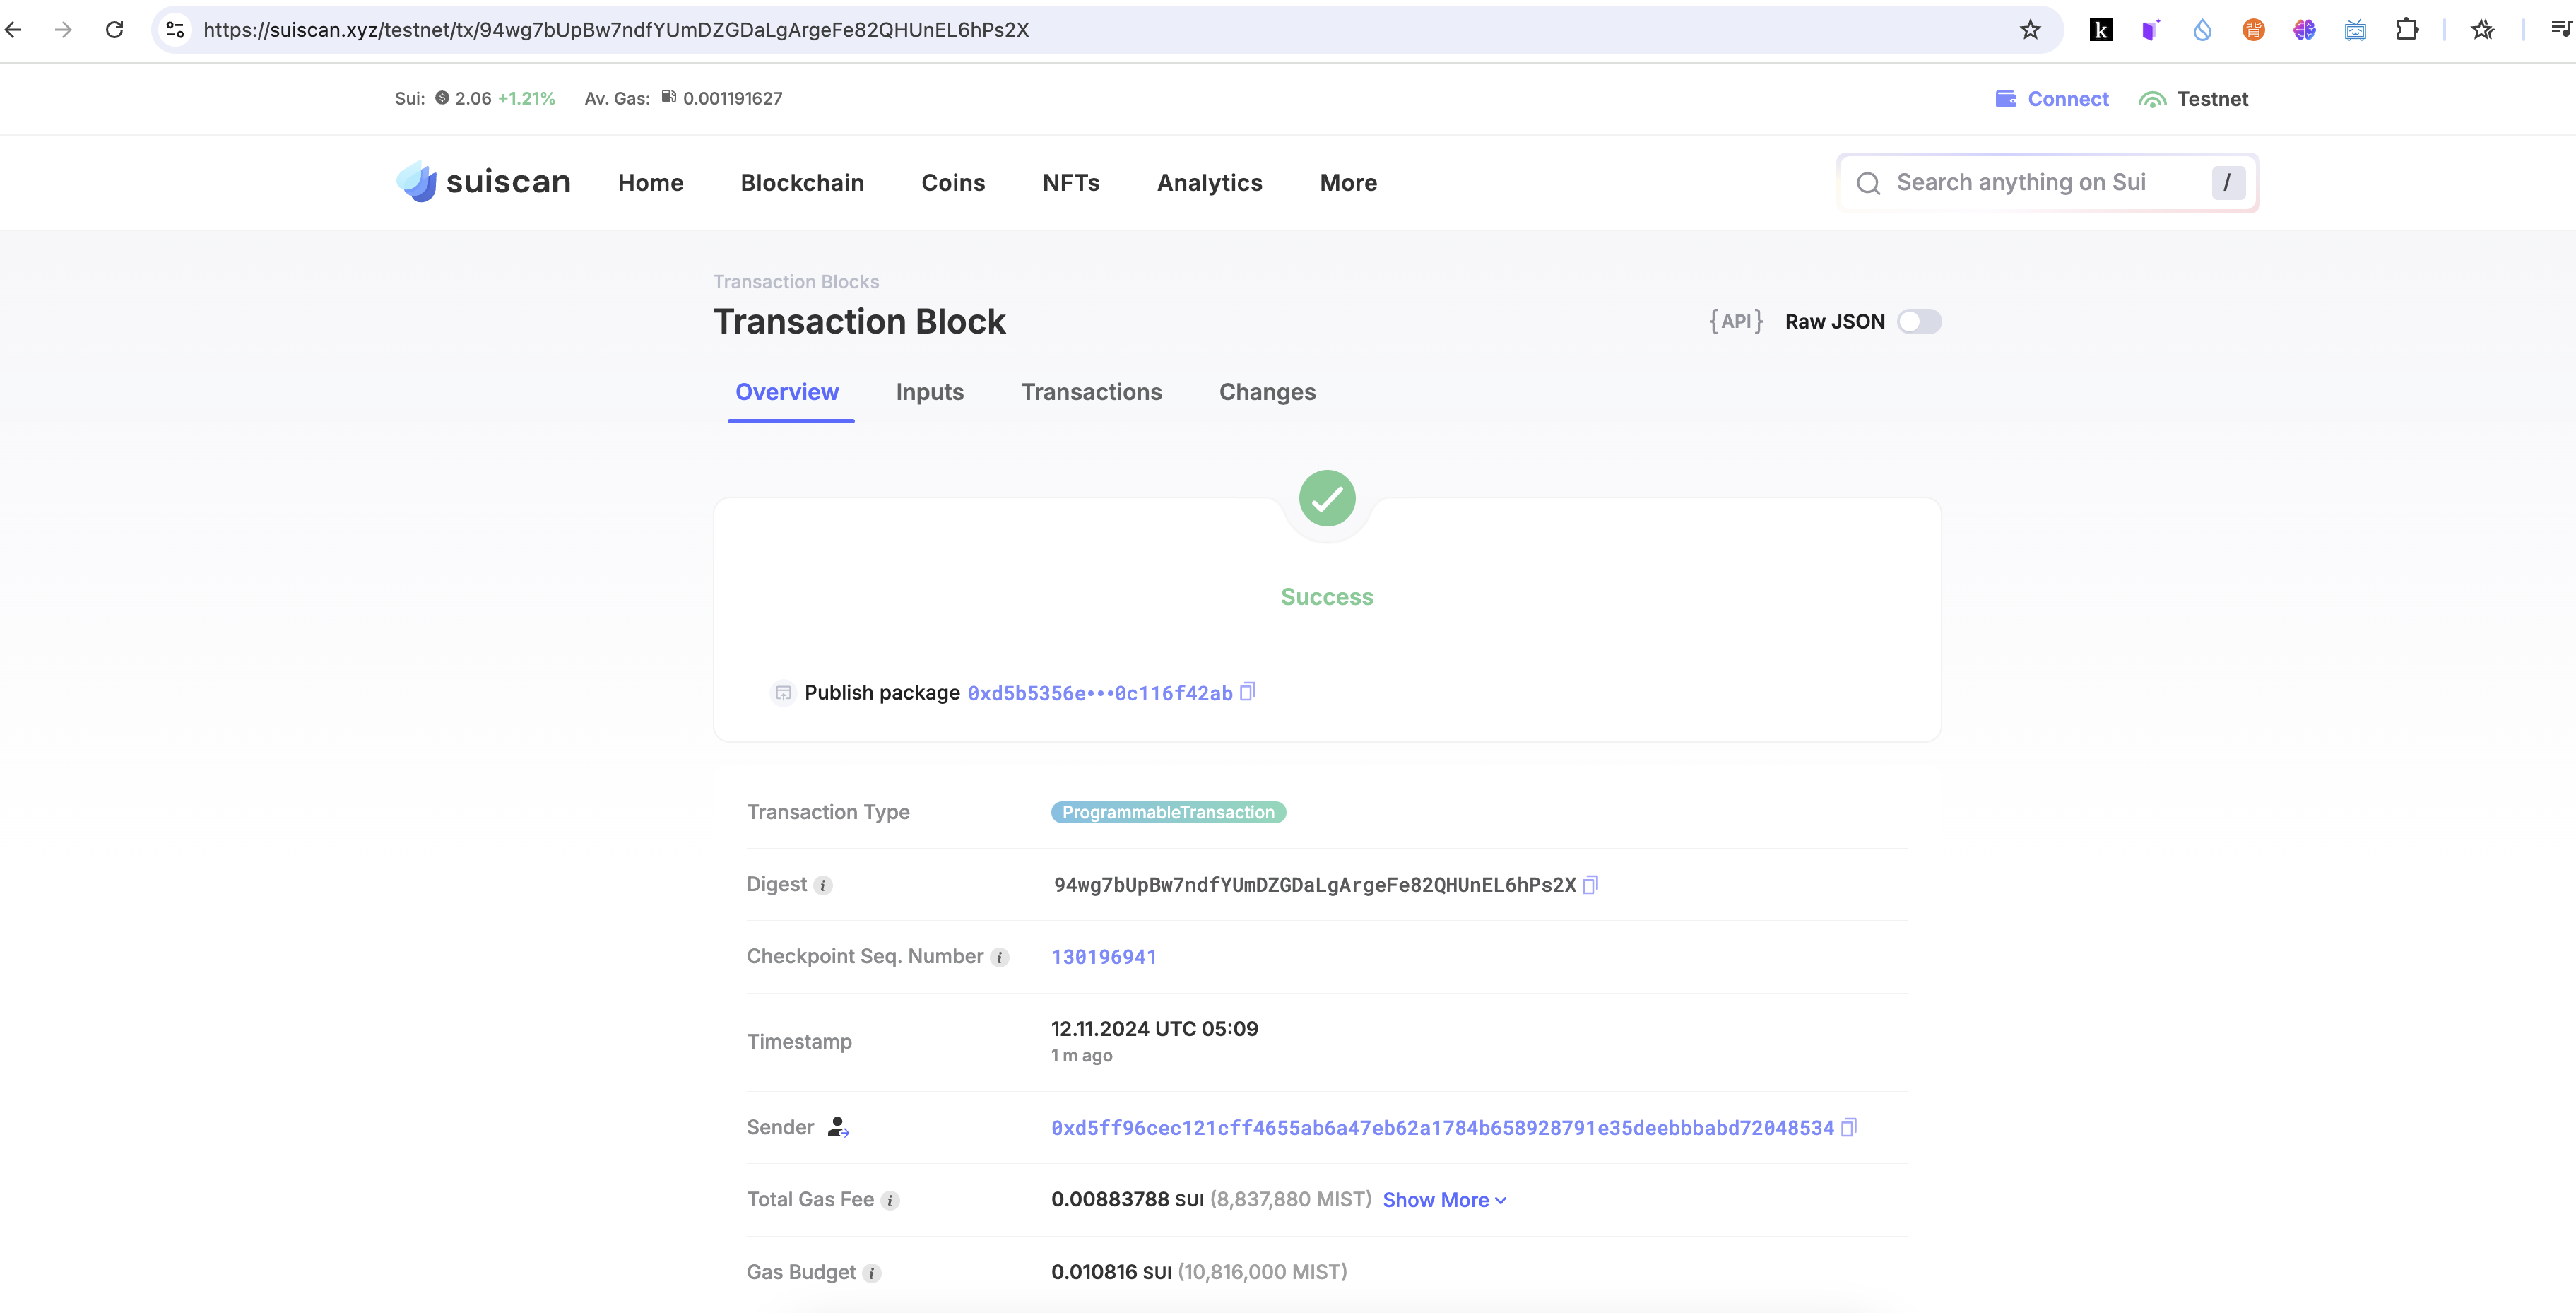 https://suiscan.xyz/testnet/tx/94wg7bUpBw7ndfYUmDZGDaLgArgeFe82QHUnEL6hPs2X
Sui: 2.06 +1.21% Av. Gas: 0.001191627
Connect Testnet
suiscan Home Blockchain Coins NFTs Analytics More Search anything on Sui /
Transaction Blocks
Transaction Block {API} Raw JSON
Overview Inputs Transactions Changes
Success
Publish package 0xd5b5356e•••0c116f42ab
Transaction Type ProgrammableTransaction
Digest 94wg7bUpBw7ndfYUmDZGDaLgArgeFe82QHUnEL6hPs2X
Checkpoint Seq. Number 130196941
Timestamp 12.11.2024 UTC 05:09
1 m ago
Sender 0xd5ff96cec121cff4655ab6a47eb62a1784b658928791e35deebbbabd72048534
Total Gas Fee 0.00883788 SUI (8,837,880 MIST) Show More
Gas Budget 0.010816 SUI (10,816,000 MIST)